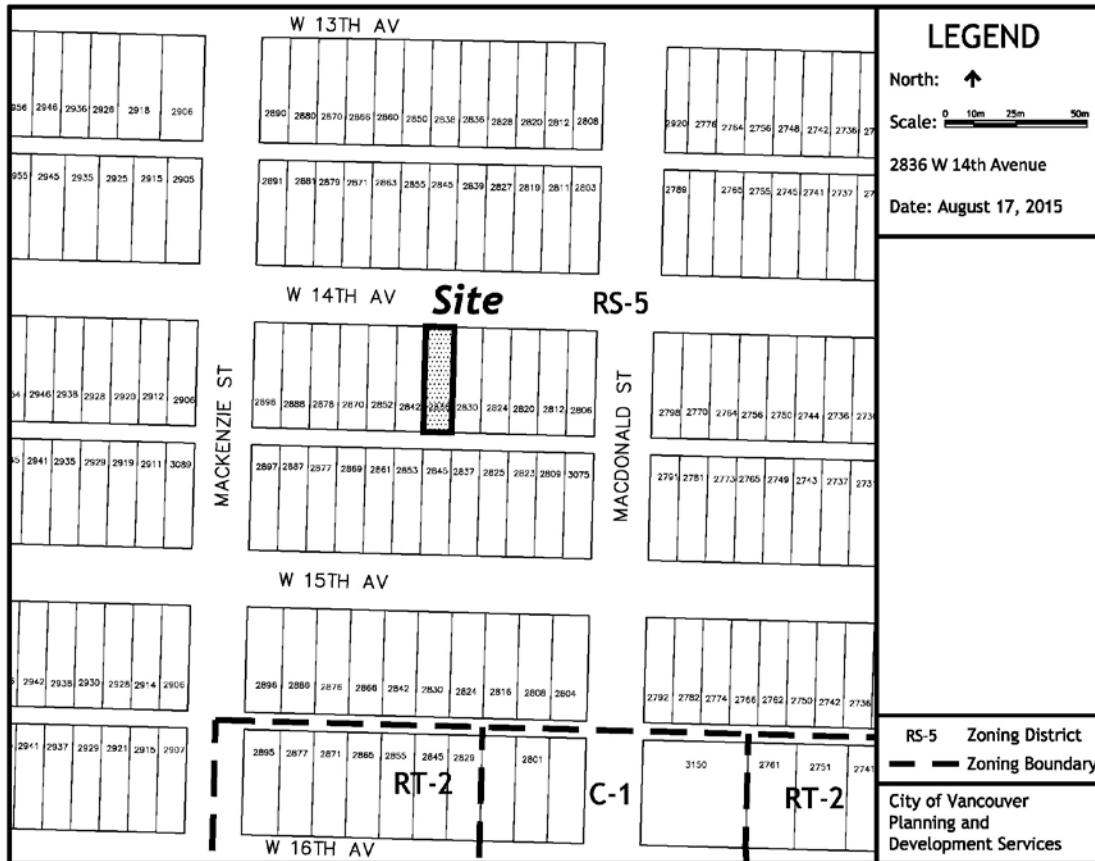 W 13TH AV
2946 2936 2926 2918 2906
2890 2880 2870 2866 2860 2850 2838 2836 2828 2820 2812 2808
2920 2776 2764 2756 2748 2742 2736
2945 2935 2925 2915 2905
2891 2881 2879 2871 2863 2855 2845 2839 2827 2819 2811 2803
2789 2765 2755 2745 2741 2737
W 14TH AV
Site
RS-5
MACKENZIE ST
MACDONALD ST
2946 2938 2928 2920 2912 2906
2898 2888 2878 2870 2852 2842 2830 2824 2820 2812 2806
2798 2770 2764 2756 2750 2744 2736
2941 2935 2929 2919 2911 3089
2897 2887 2877 2869 2861 2853 2845 2837 2825 2823 2809 3075
2791 2781 2773 2765 2749 2743 2737
W 15TH AV
2942 2938 2930 2928 2914 2906
2896 2880 2876 2866 2842 2830 2824 2816 2808 2804
2792 2782 2774 2766 2762 2750 2742 2736
2941 2937 2929 2921 2915 2907
2895 2877 2871 2865 2855 2845 2829
2801
3150
2761 2751 2741
RT-2
C-1
RT-2
W 16TH AV
LEGEND
North:
Scale: 0 10m 25m 50m
2836 W 14th Avenue
Date: August 17, 2015
RS-5 Zoning District
Zoning Boundary
City of Vancouver
Planning and
Development Services